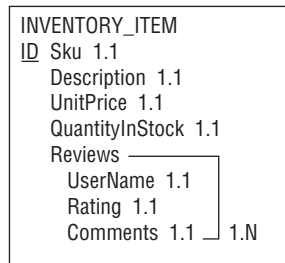 INVENTORY_ITEM
ID Sku 1.1
Description 1.1
UnitPrice 1.1
QuantityInStock 1.1
Reviews
UserName 1.1
Rating 1.1
Comments 1.1 1.N